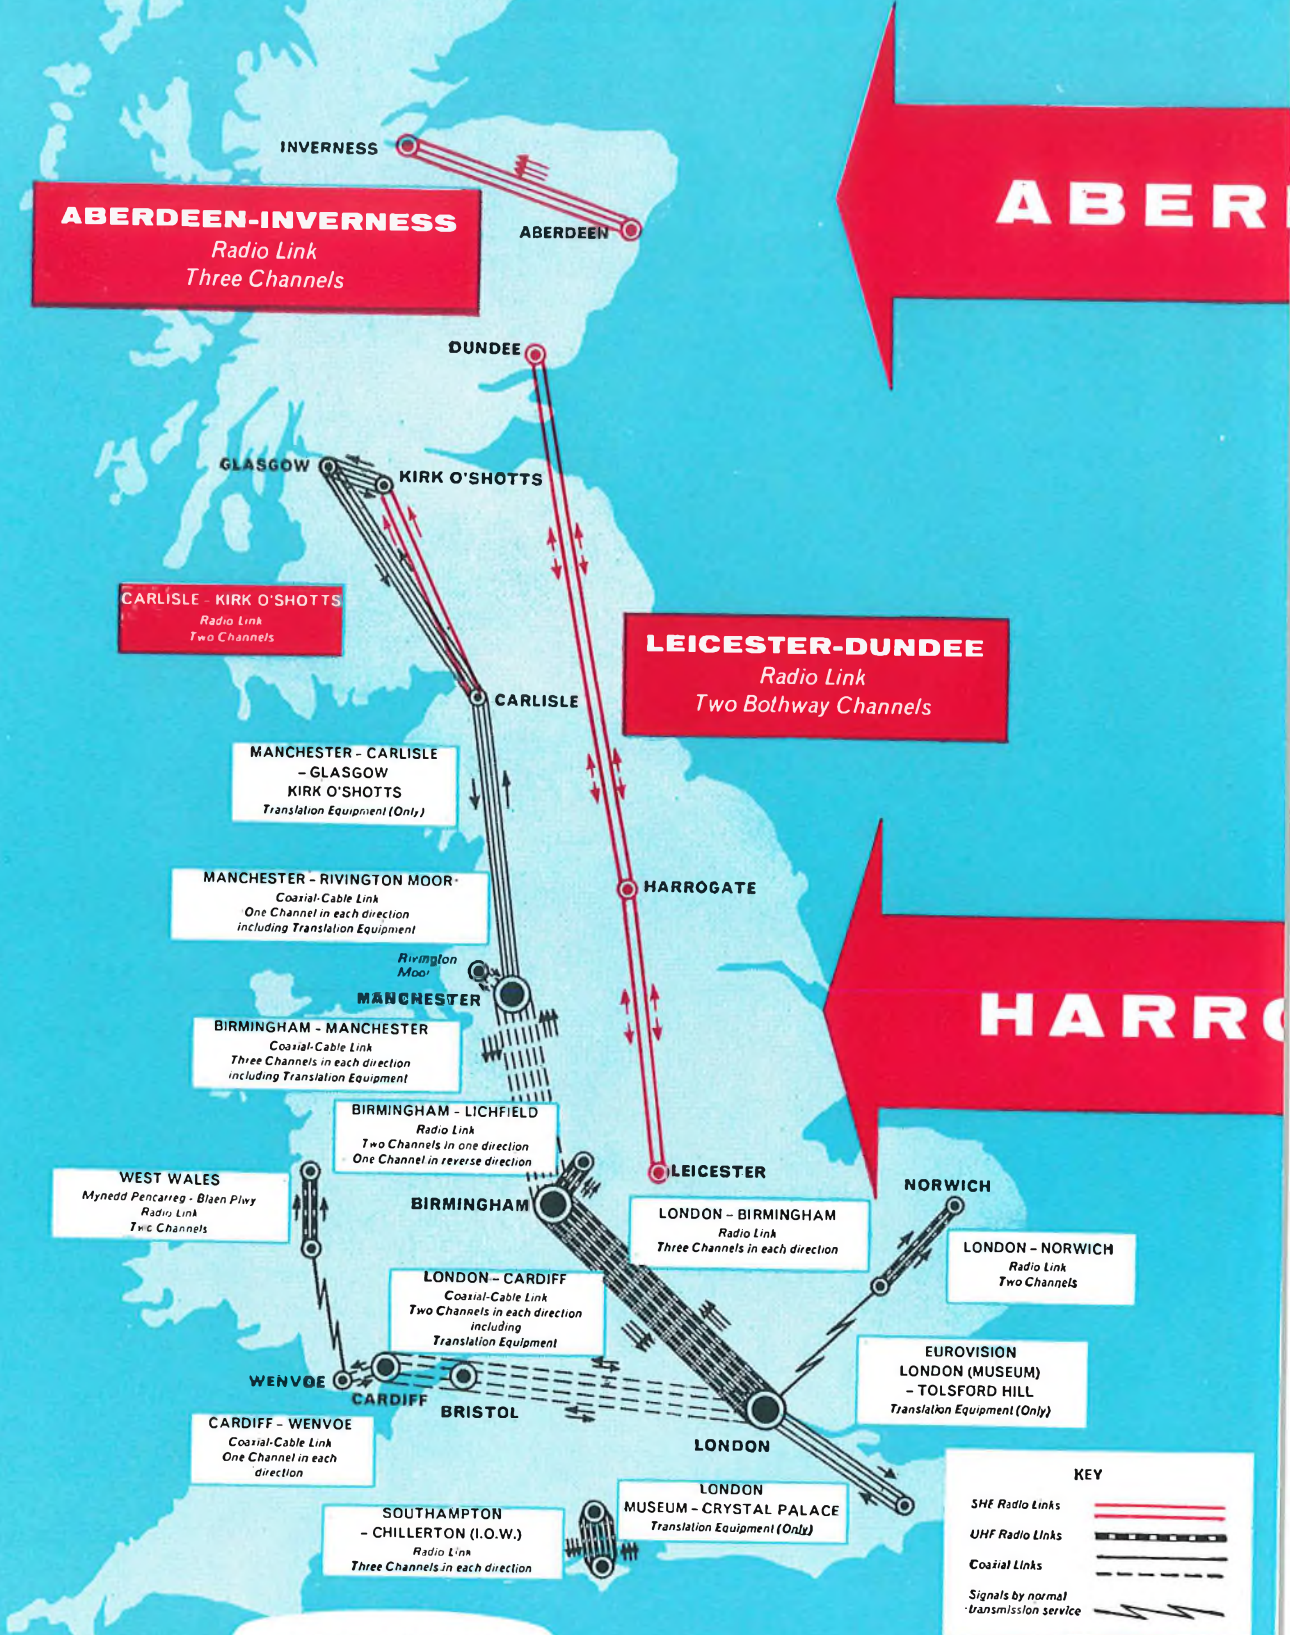 INVERNESS
ABERDEEN-INVERNESS
Radio Link
Three Channels
ABERDEEN
ABER
DUNDEE
GLASGOW
KIRK O'SHOTTS
CARLISLE - KIRK O'SHOTTS
Radio Link
Two Channels
LEICESTER-DUNDEE
Radio Link
Two Bothway Channels
CARLISLE
MANCHESTER - CARLISLE
- GLASGOW
KIRK O'SHOTTS
Translation Equipment (Only)
HARROGATE
MANCHESTER - RIVINGTON MOOR
Coaxial-Cable Link
One Channel in each direction
including Translation Equipment
Rivington
Moor
MANCHESTER
HARRO
BIRMINGHAM - MANCHESTER
Coaxial-Cable Link
Three Channels in each direction
including Translation Equipment
BIRMINGHAM - LICHFIELD
Radio Link
Two Channels in one direction
One Channel in reverse direction
LEICESTER
WEST WALES
Mynedd Pencarreg - Blaen Plwy
Radio Link
Two Channels
BIRMINGHAM
NORWICH
LONDON - BIRMINGHAM
Radio Link
Three Channels in each direction
LONDON - NORWICH
Radio Link
Two Channels
LONDON - CARDIFF
Coaxial-Cable Link
Two Channels in each direction
including
Translation Equipment
EUROVISION
LONDON (MUSEUM)
- TOLSFORD HILL
Translation Equipment (Only)
WENVOE
CARDIFF
BRISTOL
CARDIFF - WENVOE
Coaxial-Cable Link
One Channel in each
direction
LONDON
LONDON
MUSEUM - CRYSTAL PALACE
Translation Equipment (Only)
SOUTHAMPTON
- CHILLERTON (I.O.W.)
Radio Link
Three Channels in each direction
KEY
SHF Radio Links
UHF Radio Links
Coaxial Links
Signals by normal
transmission service